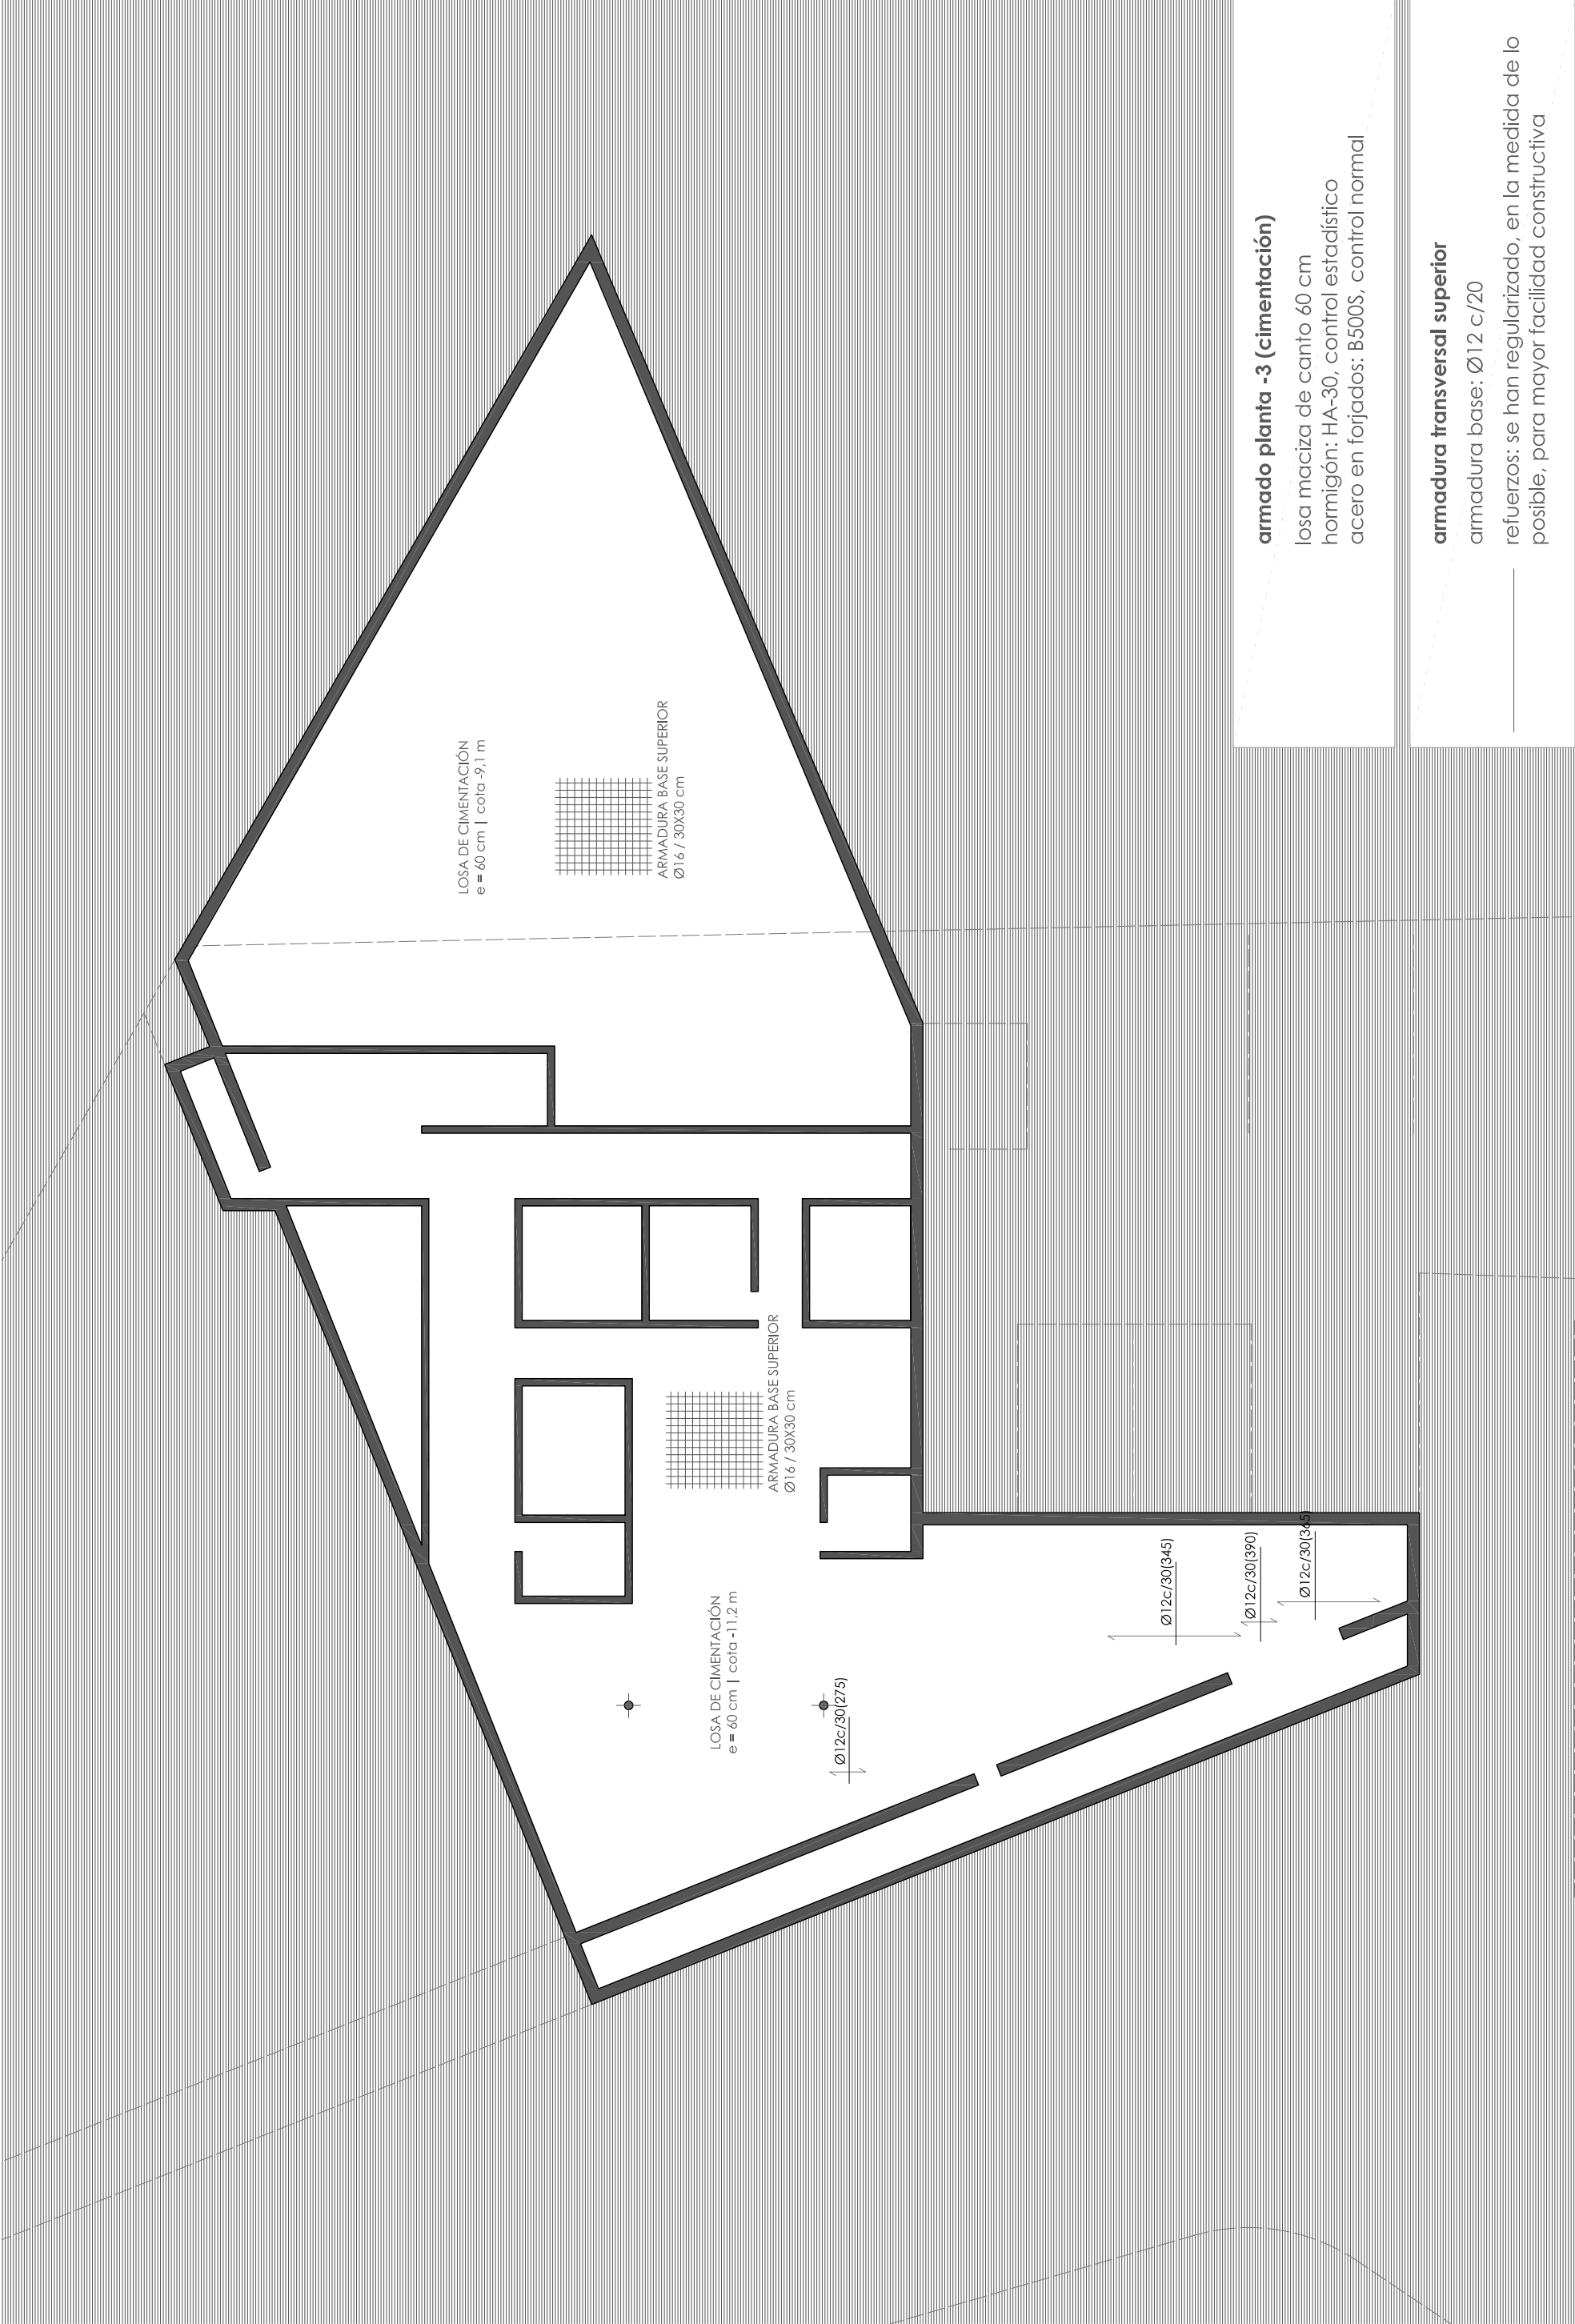 armado planta -3 (cimentación)
losa maciza de canto 60 cm
hormigón: HA-30, control estadístico
acero en forjados: B500S, control normal
armadura transversal superior
armadura base: Ø12 c/20
refuerzos: se han regularizado, en la medida de lo
posible, para mayor facilidad constructiva
LOSA DE CIMENTACIÓN
e = 60 cm | cota -9,1 m
ARMADURA BASE SUPERIOR
Ø16 / 30X30 cm
ARMADURA BASE SUPERIOR
Ø16 / 30X30 cm
LOSA DE CIMENTACIÓN
e = 60 cm | cota -11,2 m
Ø12c/30(275)
Ø12c/30(345)
Ø12c/30(390)
Ø12c/30(365)